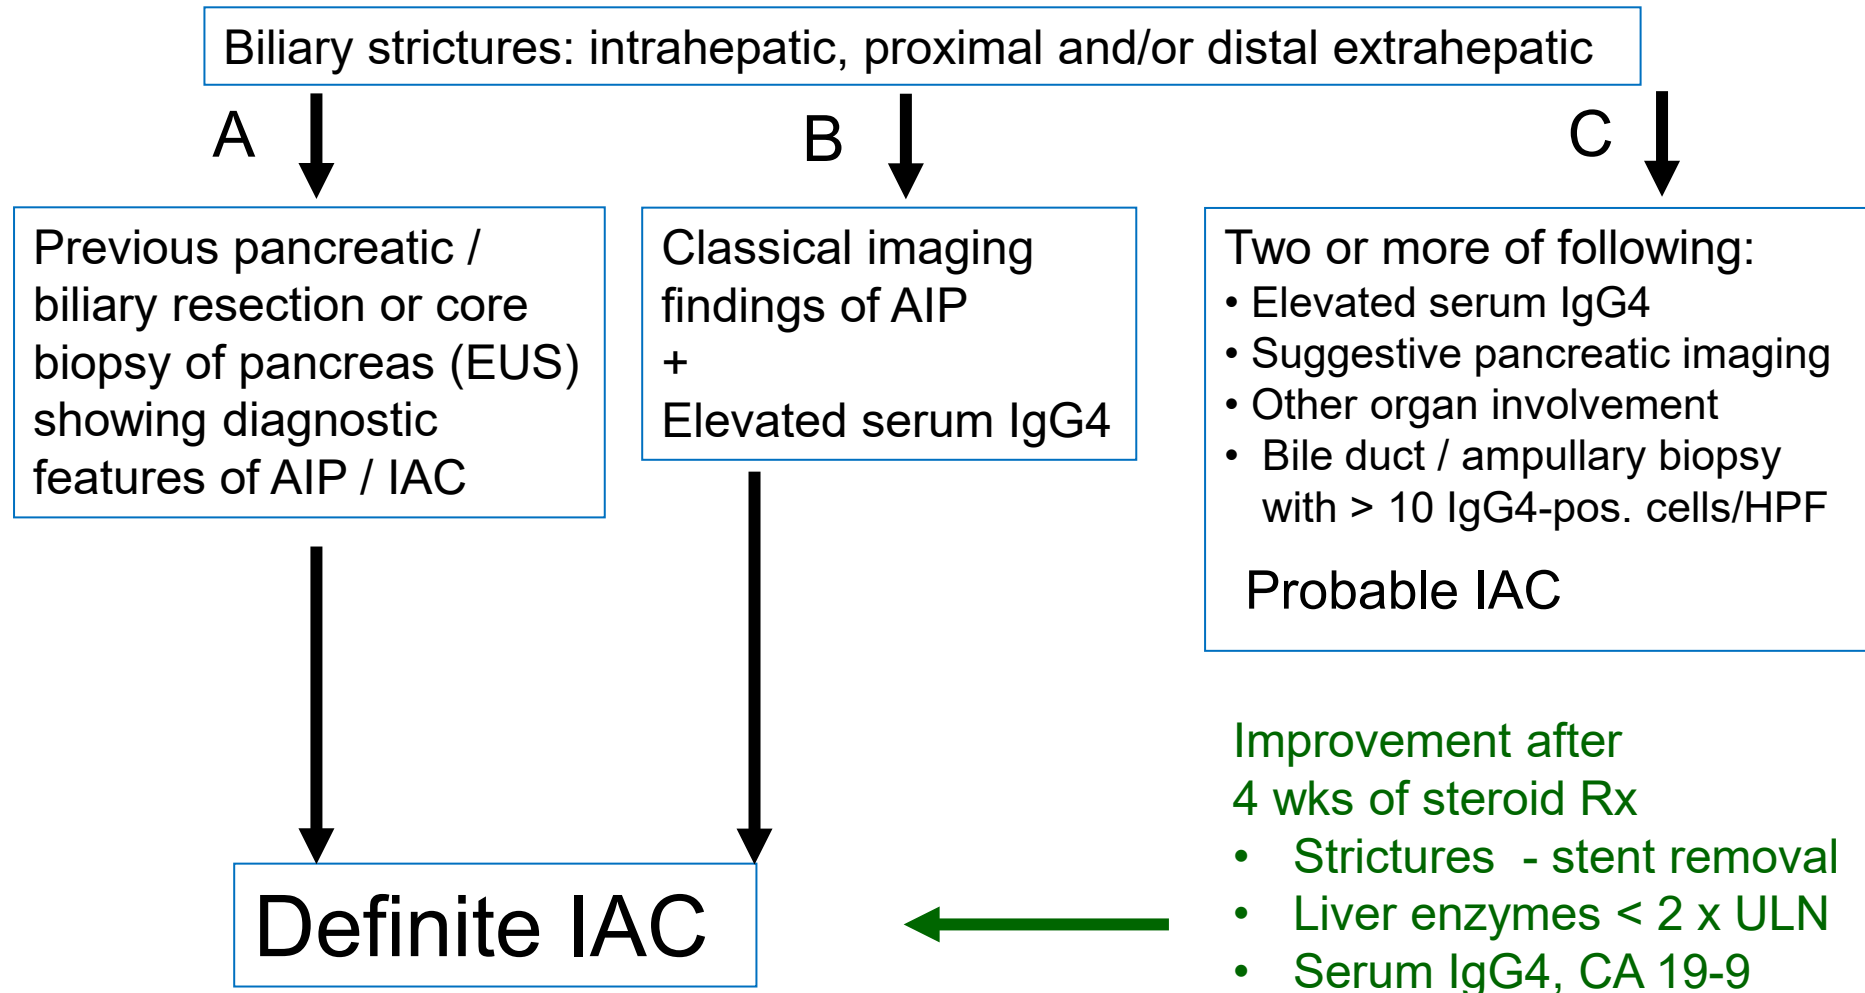 Biliary strictures: intrahepatic, proximal and/or distal extrahepatic
A
B
C
Previous pancreatic /
biliary resection or core
biopsy of pancreas (EUS)
showing diagnostic
features of AIP / IAC
Classical imaging
findings of AIP
+
Elevated serum IgG4
Two or more of following:
• Elevated serum IgG4
• Suggestive pancreatic imaging
• Other organ involvement
• Bile duct / ampullary biopsy
with > 10 IgG4-pos. cells/HPF
Probable IAC
Improvement after
4 wks of steroid Rx
• Strictures - stent removal
• Liver enzymes < 2 x ULN
• Serum IgG4, CA 19-9
Definite IAC